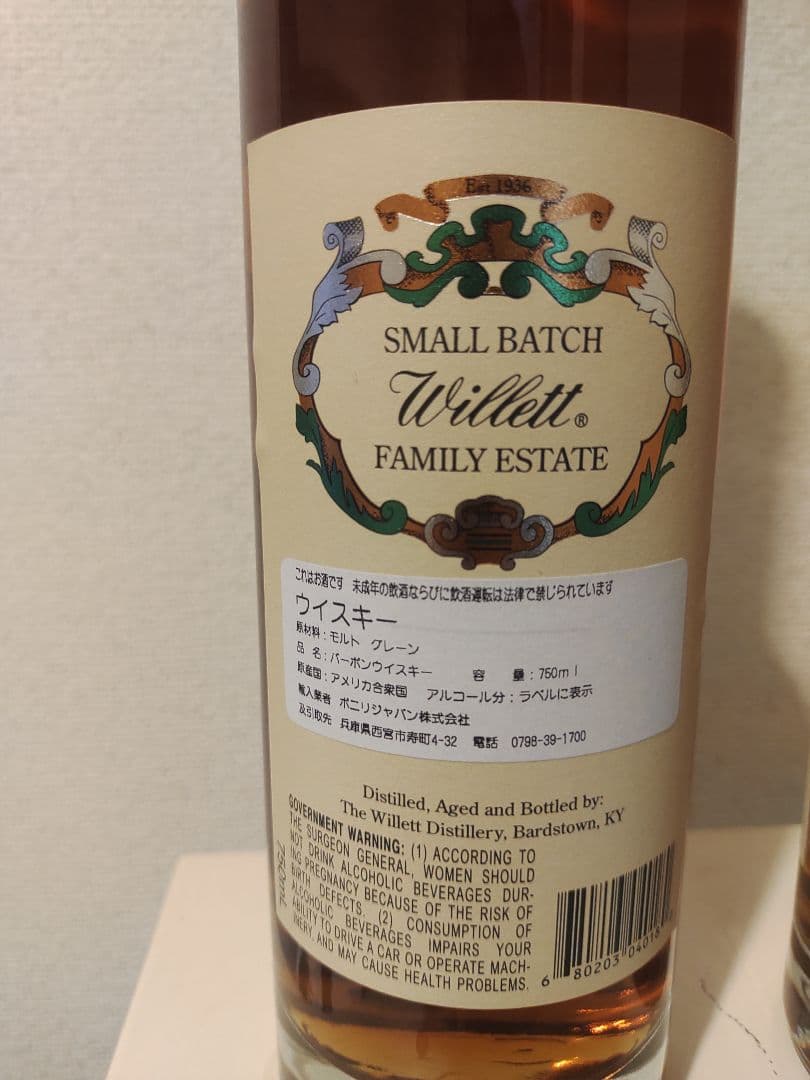 Est 1936
SMALL BATCH
Willett®
FAMILY ESTATE
これはお酒です 未成年の飲酒ならびに飲酒運転は法律で禁じられています
ウイスキー
原材料：モルト グレーン
品 名：バーボンウイスキー 容 量：750ml
原産国：アメリカ合衆国 アルコール分：ラベルに表示
輸入業者 ボニリジャパン株式会社
及引取先 兵庫県西宮市寿町4-32 電話 0798-39-1700
Distilled, Aged and Bottled by:
The Willett Distillery, Bardstown, KY
GOVERNMENT WARNING: (1) ACCORDING TO
THE SURGEON GENERAL, WOMEN SHOULD
NOT DRINK ALCOHOLIC BEVERAGES DUR-
ING PREGNANCY BECAUSE OF THE RISK OF
BIRTH DEFECTS. (2) CONSUMPTION OF
ALCOHOLIC BEVERAGES IMPAIRS YOUR
ABILITY TO DRIVE A CAR OR OPERATE MACH-
INERY, AND MAY CAUSE HEALTH PROBLEMS.
750mL
6 80203 04018